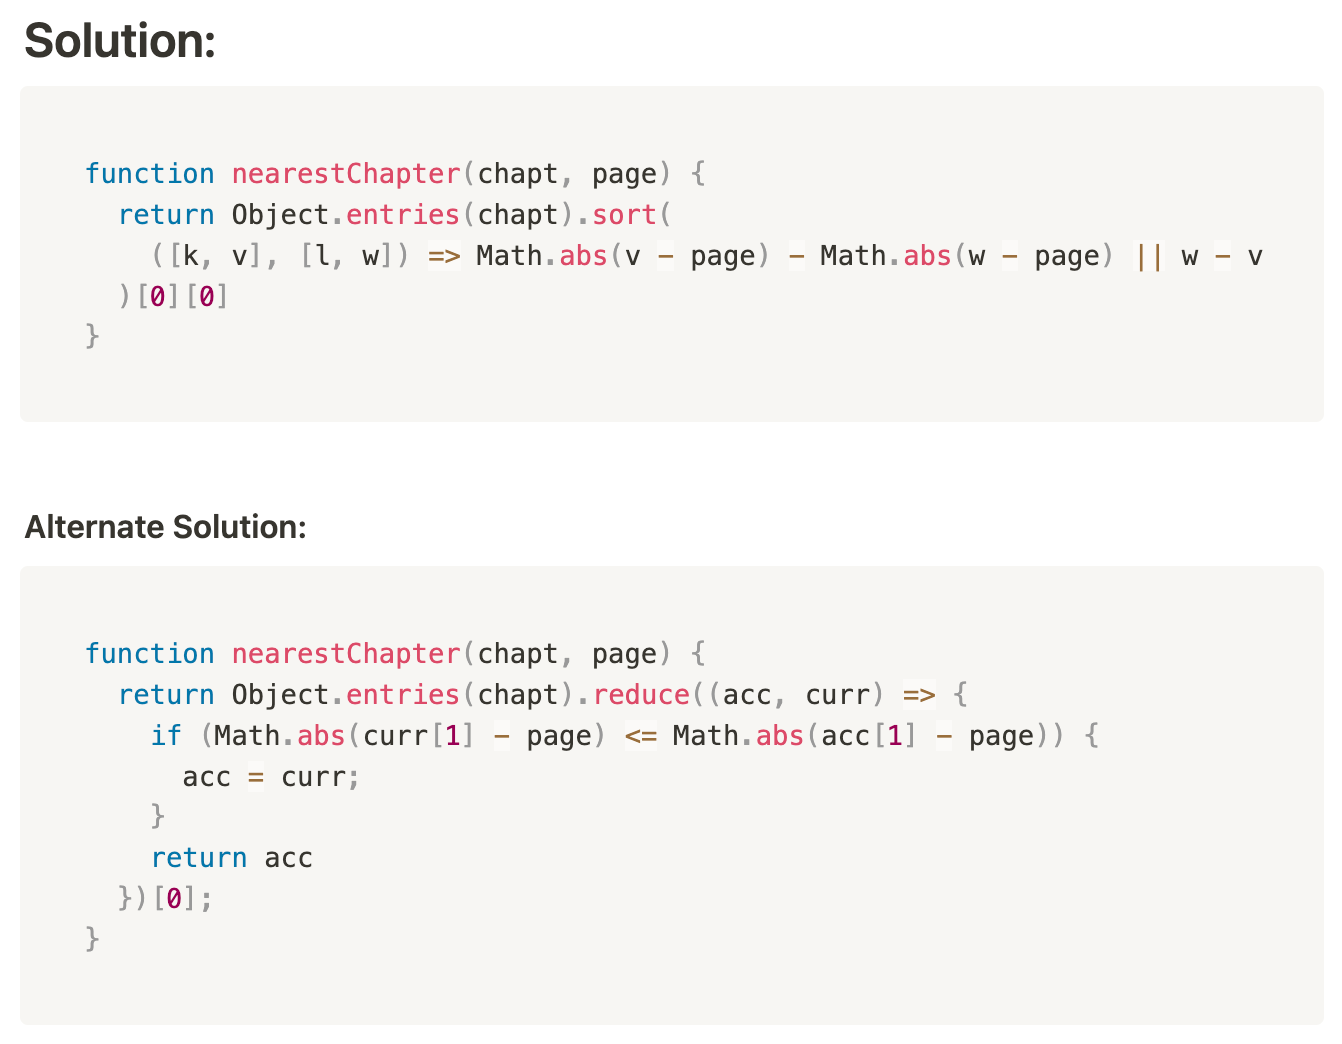 Solution:
function nearestChapter(chapt, page) {
  return Object.entries(chapt).sort(
    ([k, v], [l, w]) => Math.abs(v - page) - Math.abs(w - page) || w - v
  )[0][0]
}
Alternate Solution:
function nearestChapter(chapt, page) {
  return Object.entries(chapt).reduce((acc, curr) => {
    if (Math.abs(curr[1] - page) <= Math.abs(acc[1] - page)) {
      acc = curr;
    }
    return acc
  })[0];
}